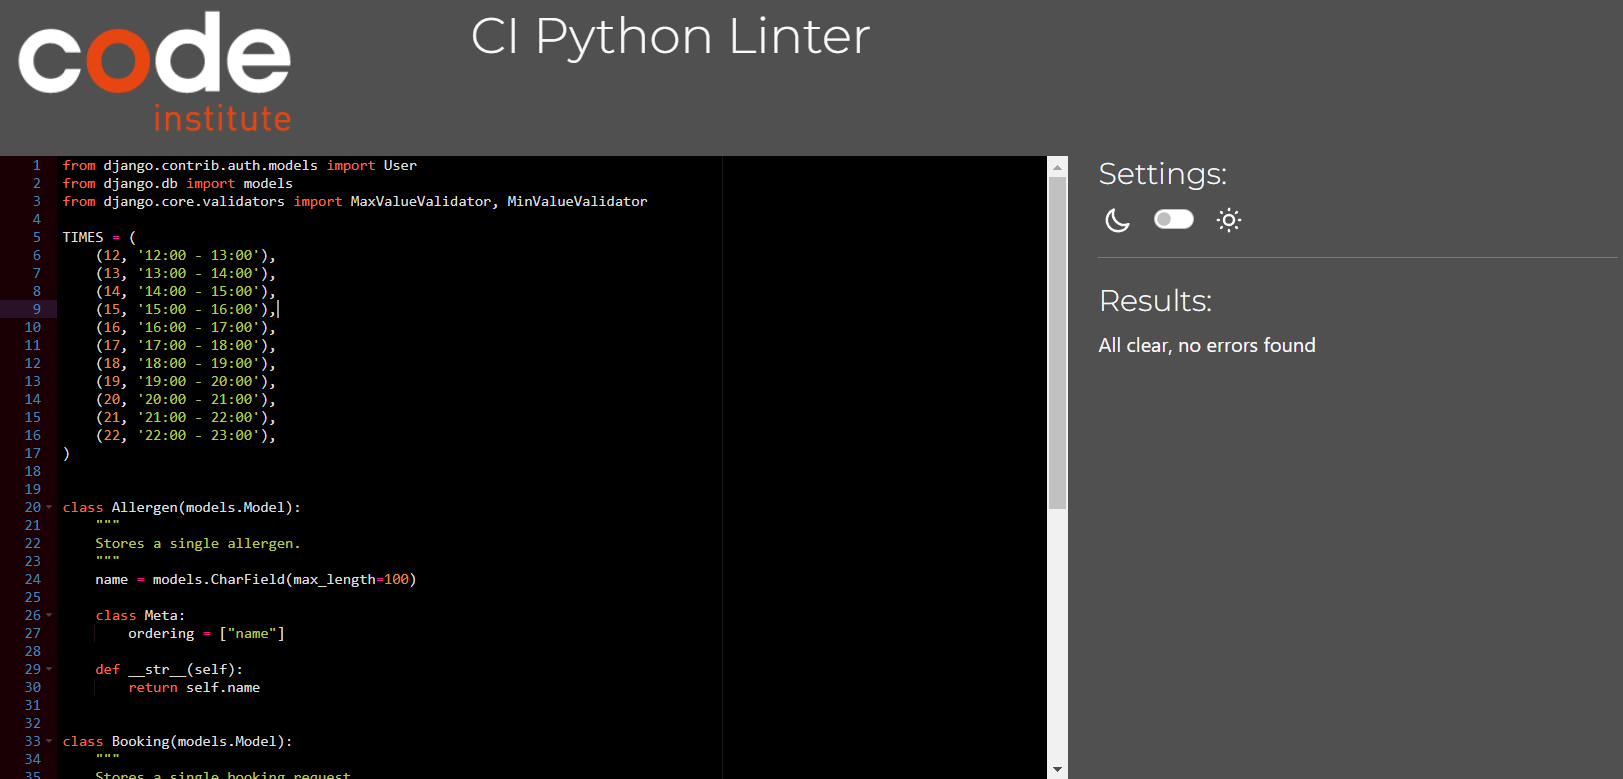 code
institute
CI Python Linter
1 from django.contrib.auth.models import User
2 from django.db import models
3 from django.core.validators import MaxValueValidator, MinValueValidator
4
5 TIMES = (
6     (12, '12:00 - 13:00'),
7     (13, '13:00 - 14:00'),
8     (14, '14:00 - 15:00'),
9     (15, '15:00 - 16:00'),
10     (16, '16:00 - 17:00'),
11     (17, '17:00 - 18:00'),
12     (18, '18:00 - 19:00'),
13     (19, '19:00 - 20:00'),
14     (20, '20:00 - 21:00'),
15     (21, '21:00 - 22:00'),
16     (22, '22:00 - 23:00'),
17 )
18
19
20 class Allergen(models.Model):
21     """
22     Stores a single allergen.
23     """
24     name = models.CharField(max_length=100)
25
26     class Meta:
27         ordering = ["name"]
28
29     def __str__(self):
30         return self.name
31
32
33 class Booking(models.Model):
34     """
35     Stores a single booking request
Settings:
Results:
All clear, no errors found